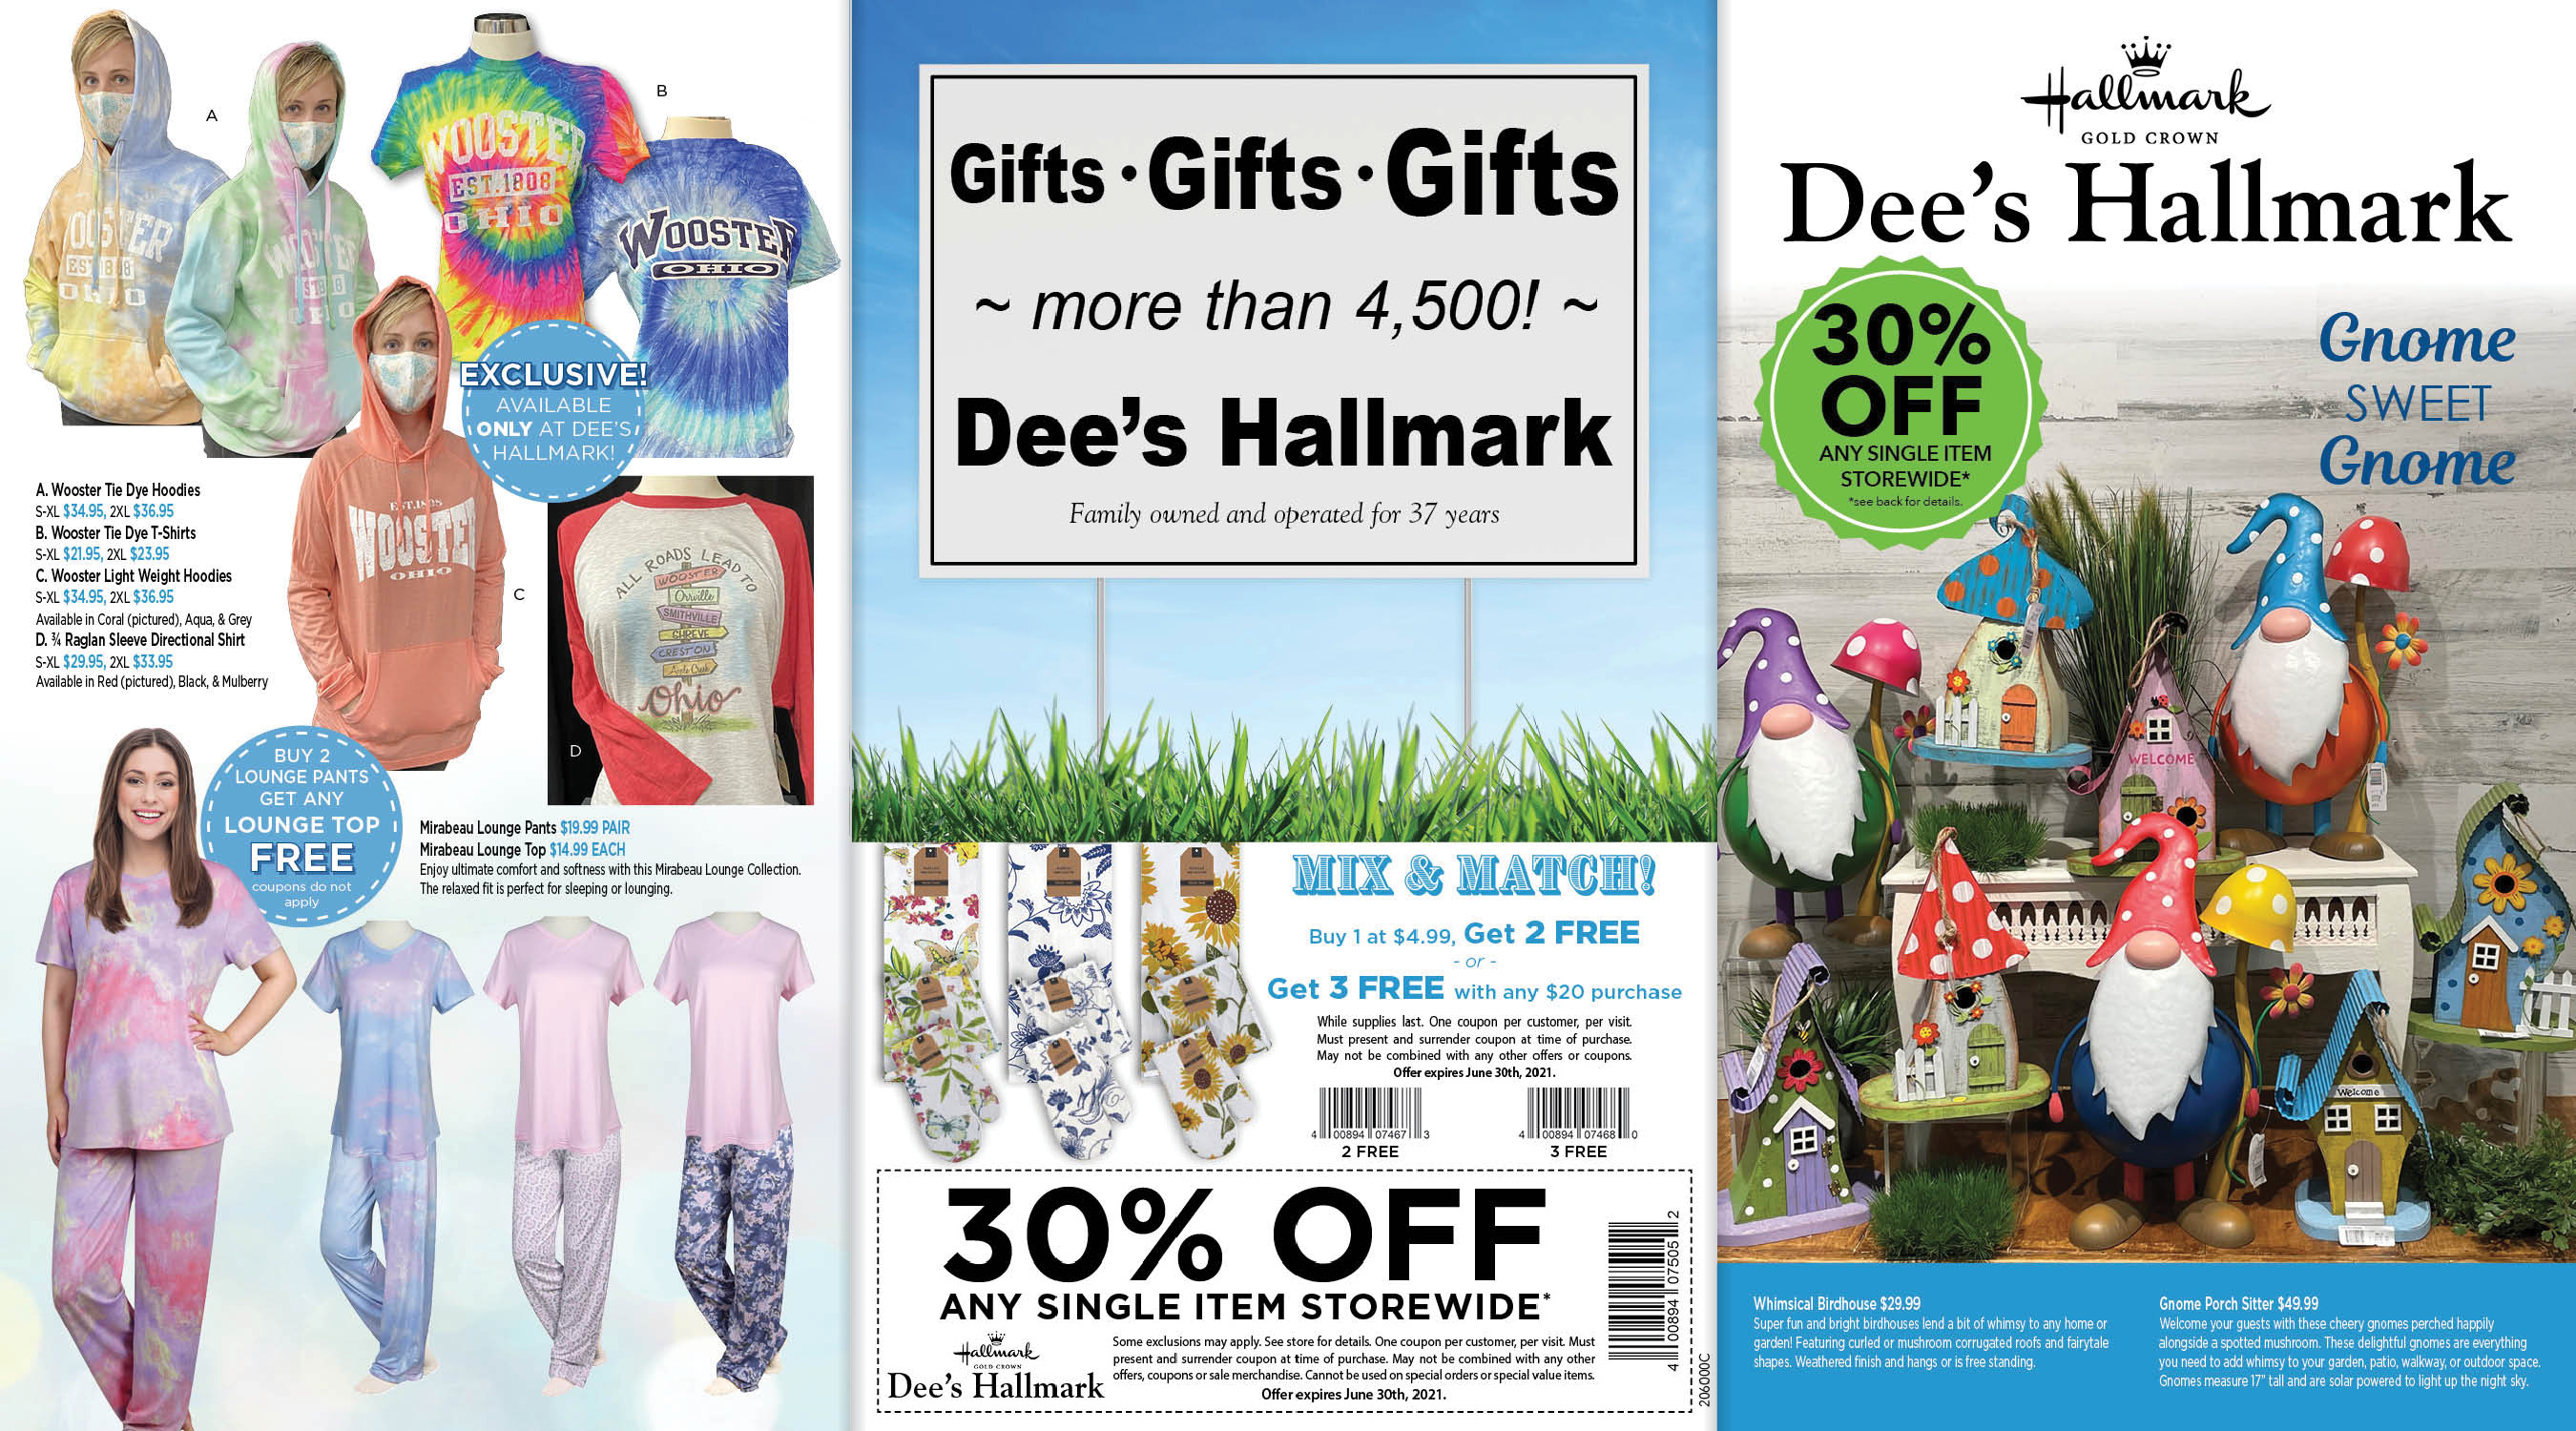 A
B
WOOSTER
EST. 1808
OHIO
WOOSTER
OHIO
EXCLUSIVE!
AVAILABLE
ONLY AT DEE'S
HALLMARK!
A. Wooster Tie Dye Hoodies
S-XL $34.95, 2XL $36.95
B. Wooster Tie Dye T-Shirts
S-XL $21.95, 2XL $23.95
C. Wooster Light Weight Hoodies
S-XL $34.95, 2XL $36.95
Available in Coral (pictured), Aqua, & Grey
D. ¾ Raglan Sleeve Directional Shirt
S-XL $29.95, 2XL $33.95
Available in Red (pictured), Black, & Mulberry
WOOSTER
OHIO
C
ALL ROADS LEAD TO
WOOSTER
Orrville
SMITHVILLE
SHREVE
CRESTON
Apple Creek
Ohio
D
BUY 2
LOUNGE PANTS
GET ANY
LOUNGE TOP
FREE
coupons do not
apply
Mirabeau Lounge Pants $19.99 PAIR
Mirabeau Lounge Top $14.99 EACH
Enjoy ultimate comfort and softness with this Mirabeau Lounge Collection.
The relaxed fit is perfect for sleeping or lounging.
Gifts · Gifts · Gifts
~ more than 4,500! ~
Dee's Hallmark
Family owned and operated for 37 years
MIX & MATCH!
Buy 1 at $4.99, Get 2 FREE
- or -
Get 3 FREE with any $20 purchase
While supplies last. One coupon per customer, per visit.
Must present and surrender coupon at time of purchase.
May not be combined with any other offers or coupons.
Offer expires June 30th, 2021.
4 00894 07467 3
2 FREE
4 00894 07468 0
3 FREE
30% OFF
ANY SINGLE ITEM STOREWIDE*
Hallmark
GOLD CROWN
Dee's Hallmark
Some exclusions may apply. See store for details. One coupon per customer, per visit. Must
present and surrender coupon at time of purchase. May not be combined with any other
offers, coupons or sale merchandise. Cannot be used on special orders or special value items.
Offer expires June 30th, 2021.
4 00894 07505 2
206000C
Hallmark
GOLD CROWN
Dee's Hallmark
30%
OFF
ANY SINGLE ITEM
STOREWIDE*
*see back for details.
Gnome
SWEET
Gnome
WELCOME
Welcome
Whimsical Birdhouse $29.99
Super fun and bright birdhouses lend a bit of whimsy to any home or
garden! Featuring curled or mushroom corrugated roofs and fairytale
shapes. Weathered finish and hangs or is free standing.
Gnome Porch Sitter $49.99
Welcome your guests with these cheery gnomes perched happily
alongside a spotted mushroom. These delightful gnomes are everything
you need to add whimsy to your garden, patio, walkway, or outdoor space.
Gnomes measure 17" tall and are solar powered to light up the night sky.